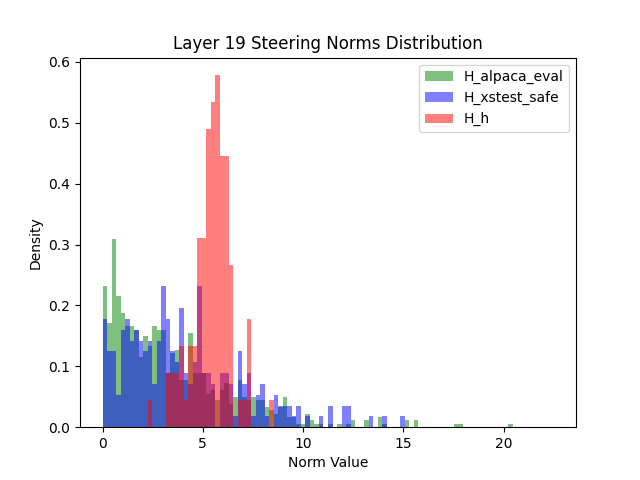 Layer 19 Steering Norms Distribution
H_alpaca_eval
H_xstest_safe
H_h
Density
0.6
0.5
0.4
0.3
0.2
0.1
0.0
0 5 10 15 20
Norm Value